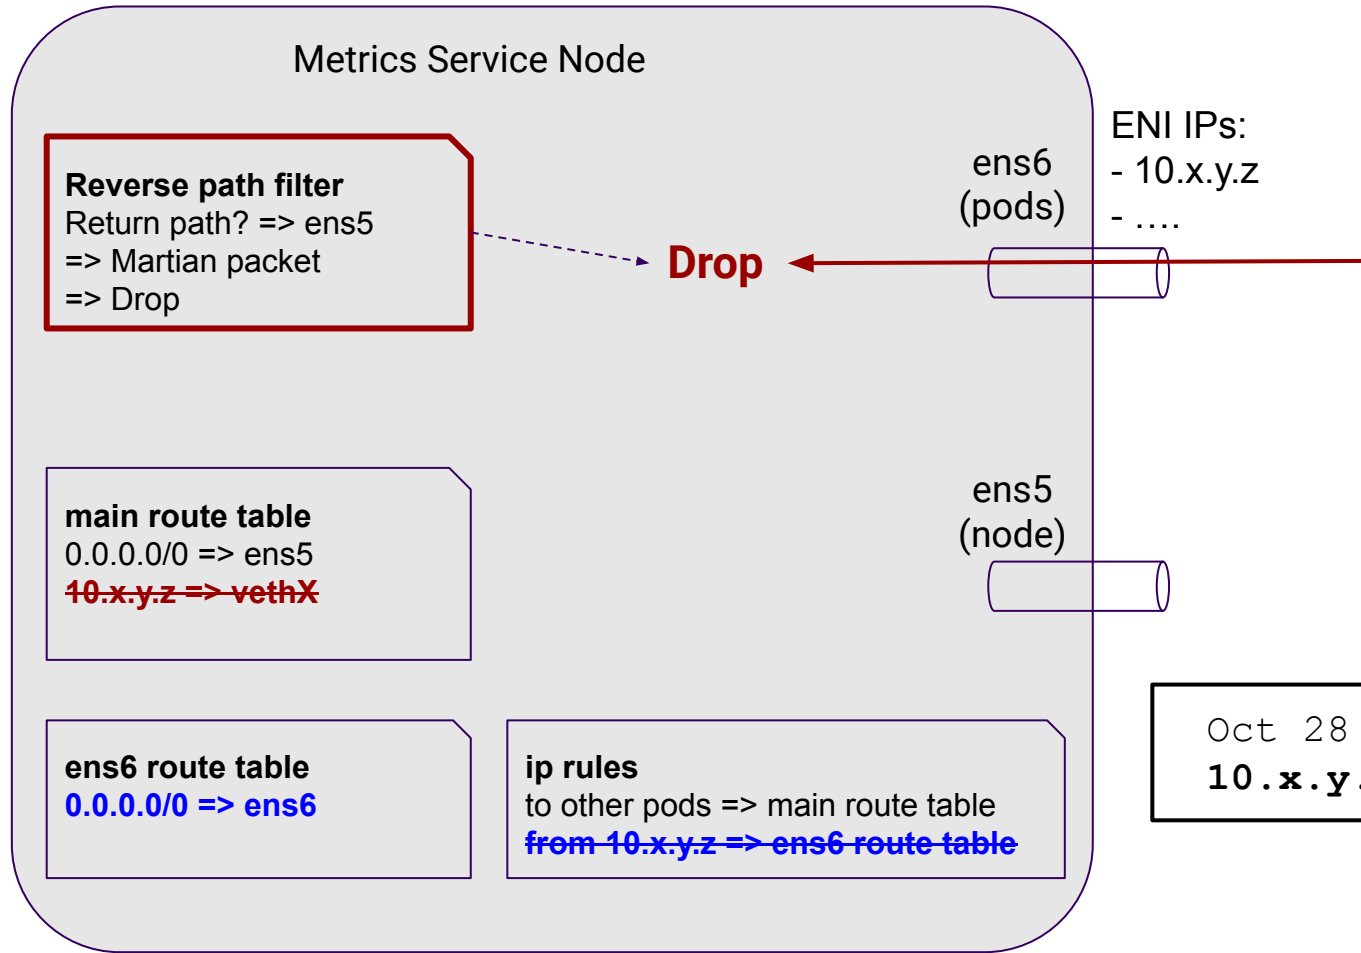 Metrics Service Node
Reverse path filter
Return path? => ens5
=> Martian packet
=> Drop
Drop
ens6
(pods)
ENI IPs:
- 10.x.y.z
- ....
main route table
0.0.0.0/0 => ens5
10.x.y.z => vethX
ens5
(node)
ens6 route table
0.0.0.0/0 => ens6
ip rules
to other pods => main route table
from 10.x.y.z => ens6 route table
Oct 28
10.x.y.